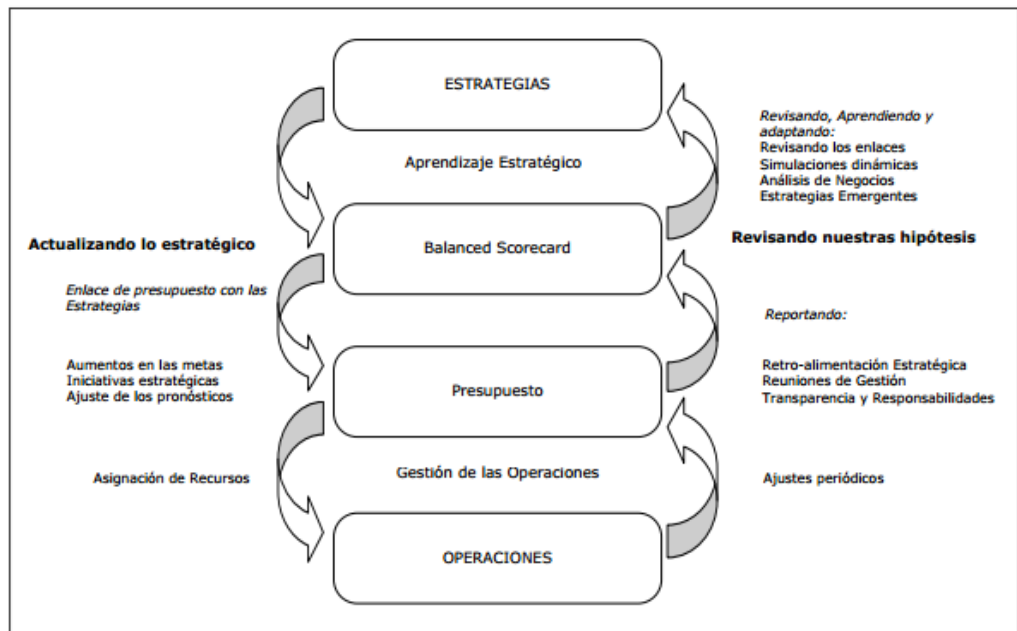 ESTRATEGIAS
Revisando, Aprendiendo y
adaptando:
Revisando los enlaces
Simulaciones dinámicas
Análisis de Negocios
Estrategias Emergentes
Aprendizaje Estratégico
Actualizando lo estratégico
Balanced Scorecard
Revisando nuestras hipótesis
Enlace de presupuesto con las
Estrategias
Reportando:
Aumentos en las metas
Iniciativas estratégicas
Ajuste de los pronósticos
Presupuesto
Retro-alimentación Estratégica
Reuniones de Gestión
Transparencia y Responsabilidades
Asignación de Recursos
Gestión de las Operaciones
Ajustes periódicos
OPERACIONES